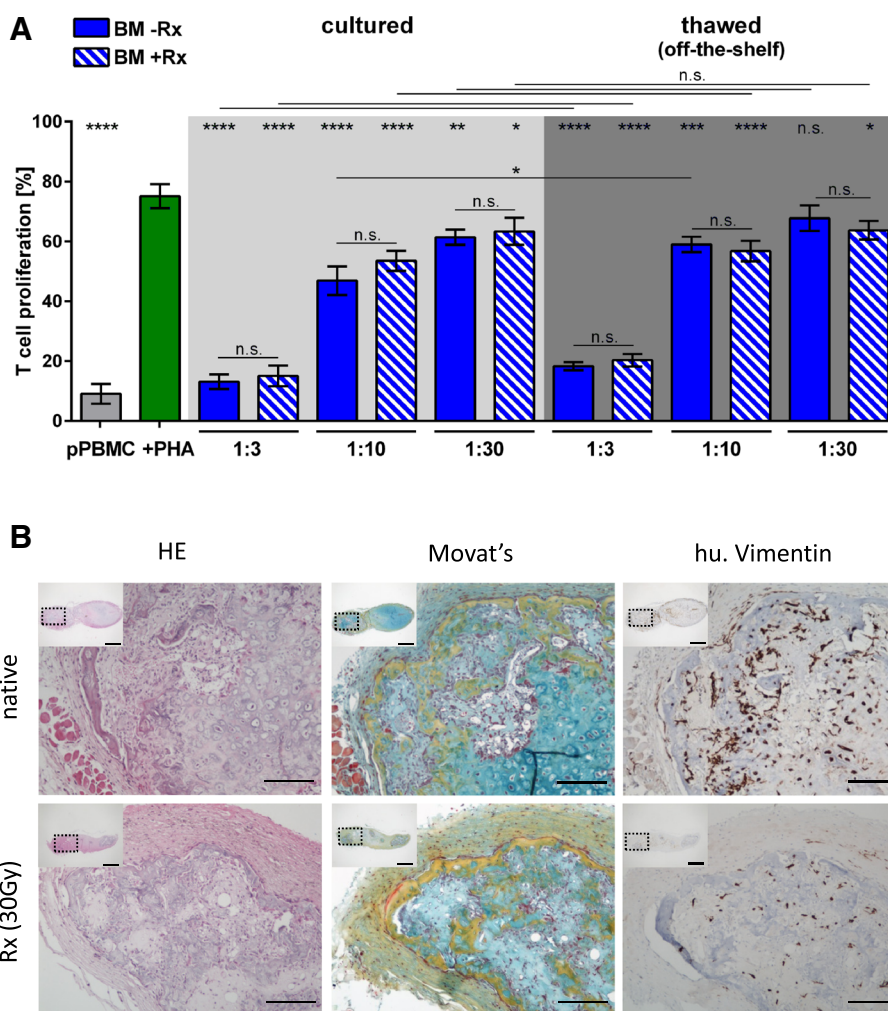 A
BM -Rx
BM +Rx
cultured
thawed
(off-the-shelf)
n.s.
T cell proliferation [%]
100
80
60
40
20
0
**** **** **** **** **** ** * **** **** *** **** n.s. *
*
n.s. n.s. n.s. n.s. n.s. n.s.
pPBMC +PHA 1:3 1:10 1:30 1:3 1:10 1:30
B
HE Movat's hu. Vimentin
native
Rx (30Gy)